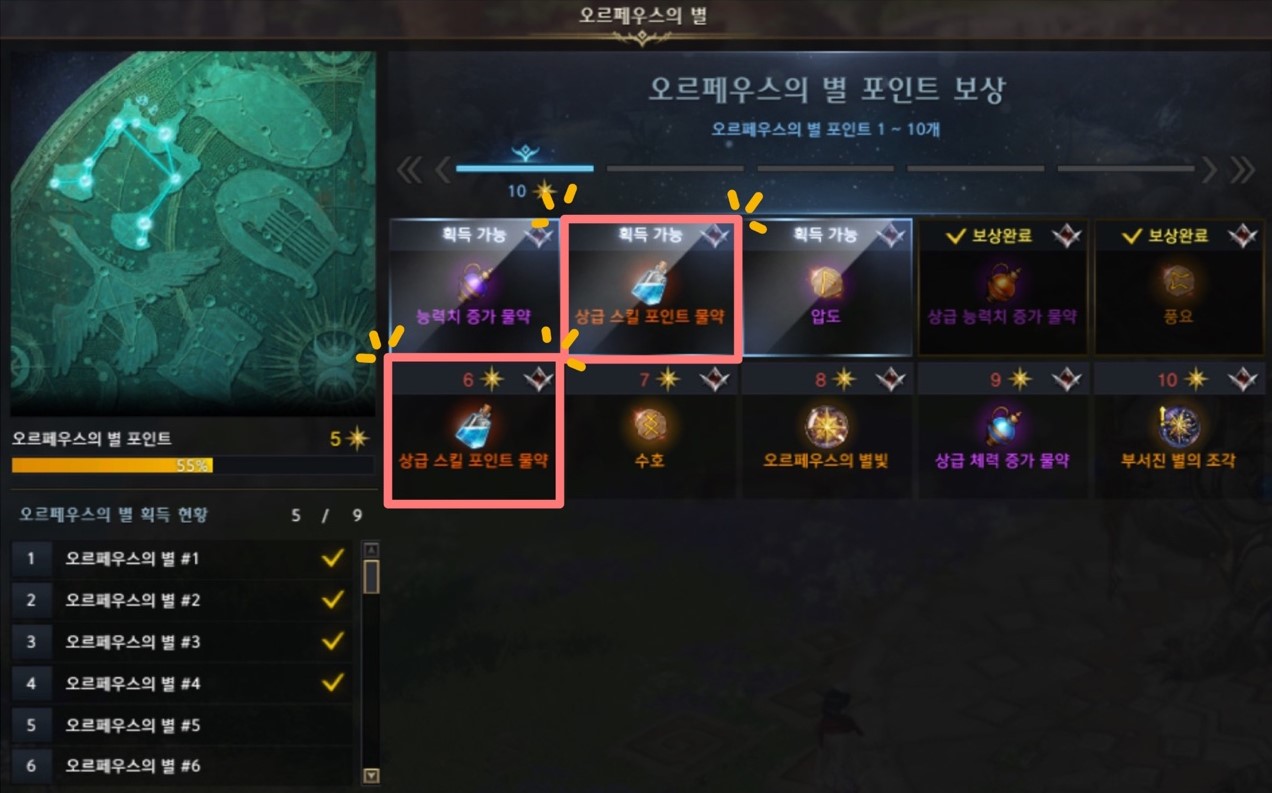 오르페우스의 별
오르페우스의 별 포인트 보상
오르페우스의 별 포인트 1 ~ 10개
10
획득 가능
능력치 증가 물약
획득 가능
상급 스킬 포인트 물약
획득 가능
압도
보상완료
상급 능력치 증가 물약
보상완료
풍요
6
상급 스킬 포인트 물약
7
수호
8
오르페우스의 별빛
9
상급 체력 증가 물약
10
부서진 별의 조각
오르페우스의 별 포인트 5
55%
오르페우스의 별 획득 현황 5 / 9
1 오르페우스의 별 #1
2 오르페우스의 별 #2
3 오르페우스의 별 #3
4 오르페우스의 별 #4
5 오르페우스의 별 #5
6 오르페우스의 별 #6